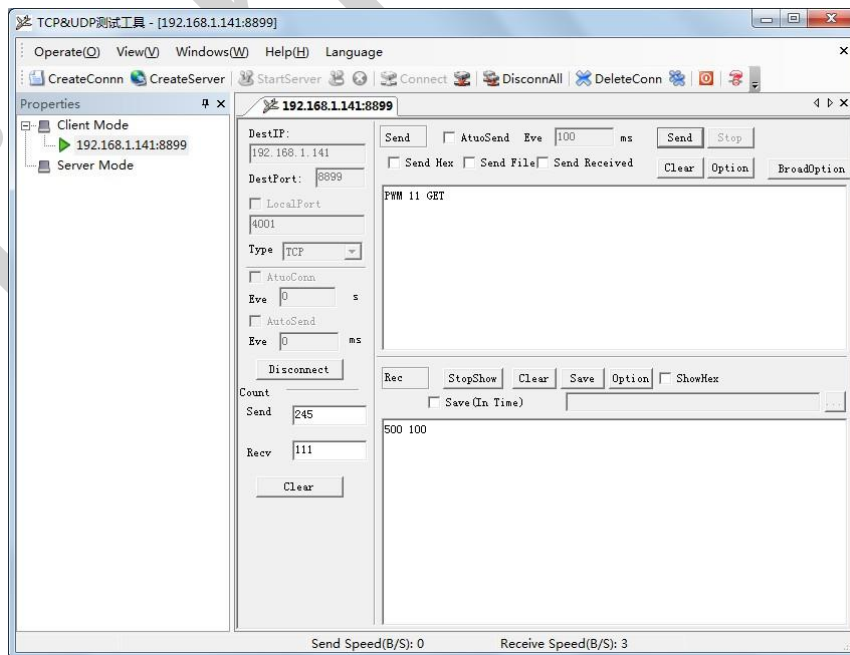 TCP&UDP测试工具 - [192.168.1.141:8899]
Operate(O) View(V) Windows(W) Help(H) Language
CreateConnn CreateServer StartServer Connect DisconnAll DeleteConn
Properties
Client Mode
192.168.1.141:8899
Server Mode
192.168.1.141:8899
DestIP:
192.168.1.141
DestPort: 8899
LocalPort
4001
Type TCP
AtuoConn
Eve 0 s
AutoSend
Eve 0 ms
Disconnect
Count
Send 245
Recv 111
Clear
Send AtuoSend Eve 100 ms Send Stop
Send Hex Send File Send Received Clear Option BroadOption
PWM 11 GET
Rec StopShow Clear Save Option ShowHex
Save(In Time) ...
500 100
Send Speed(B/S): 0 Receive Speed(B/S): 3